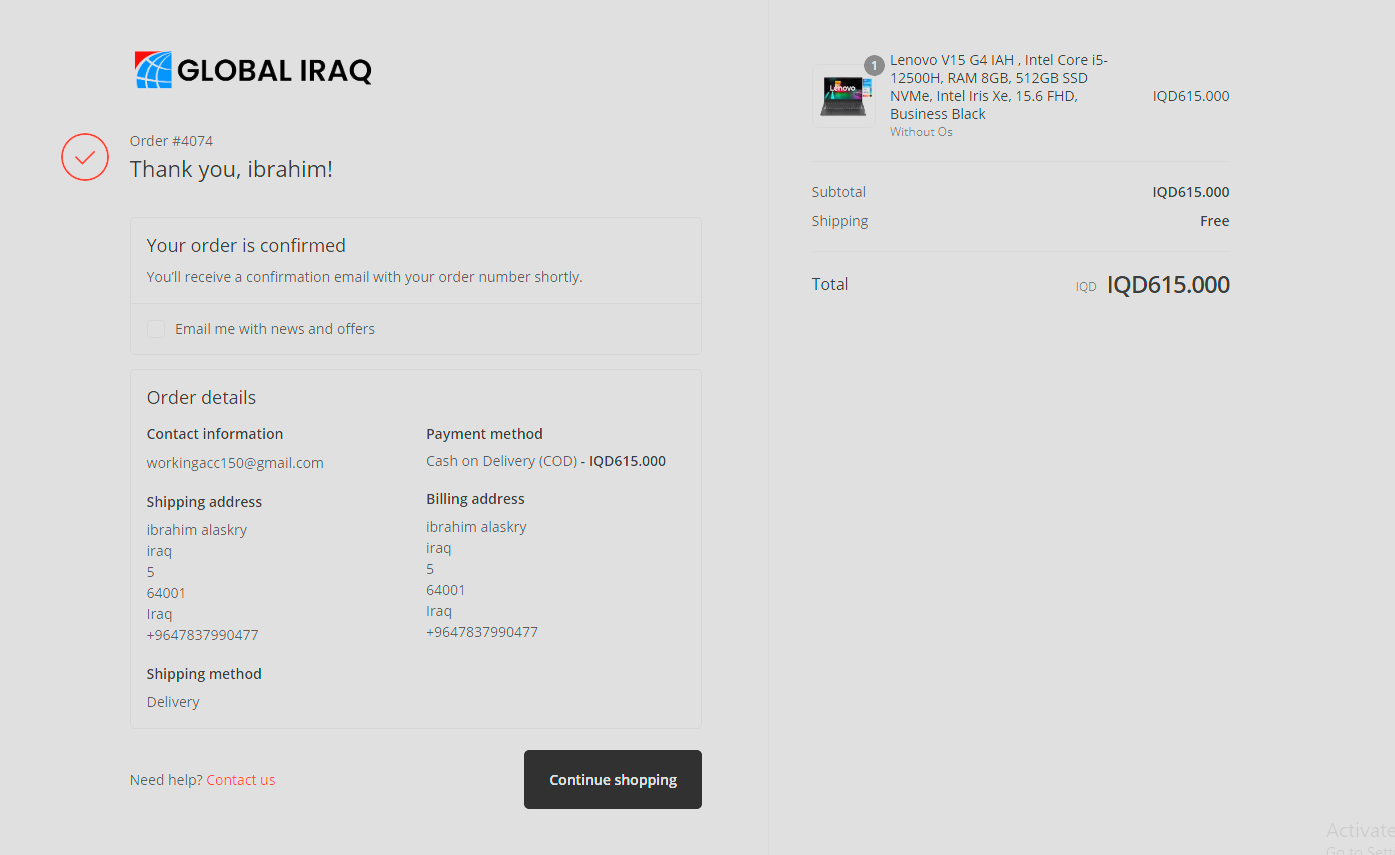 GLOBAL IRAQ
Order #4074
Thank you, ibrahim!
Your order is confirmed
You’ll receive a confirmation email with your order number shortly.
Email me with news and offers
Order details
Contact information
workingacc150@gmail.com
Shipping address
ibrahim alaskry
iraq
5
64001
Iraq
+9647837990477
Shipping method
Delivery
Payment method
Cash on Delivery (COD) - IQD615.000
Billing address
ibrahim alaskry
iraq
5
64001
Iraq
+9647837990477
Need help? Contact us
Continue shopping
1
Lenovo
Lenovo V15 G4 IAH , Intel Core i5-
12500H, RAM 8GB, 512GB SSD
NVMe, Intel Iris Xe, 15.6 FHD,
Business Black
Without Os
IQD615.000
Subtotal IQD615.000
Shipping Free
Total IQD IQD615.000
Activate
Go to Sett